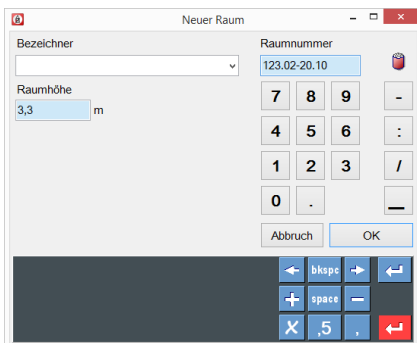 Neuer Raum
Bezeichner
Raumnummer
123.02-20.10
Raumhöhe
3,3 m
7 8 9 -
4 5 6 :
1 2 3 /
0 . _
Abbruch OK
bkspc
space
,5 ,